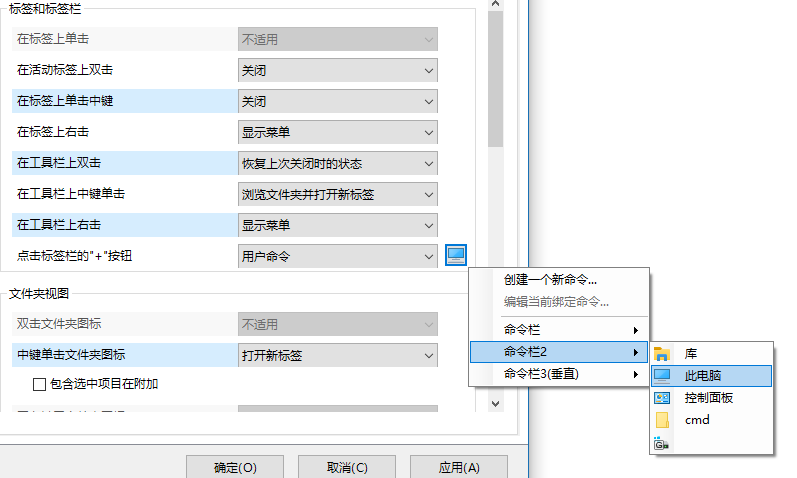 标签和标签栏
在标签上单击 不适用
在活动标签上双击 关闭
在标签上单击中键 关闭
在标签上右击 显示菜单
在工具栏上双击 恢复上次关闭时的状态
在工具栏上中键单击 浏览文件夹并打开新标签
在工具栏上右击 显示菜单
点击标签栏的"+"按钮 用户命令
文件夹视图
双击文件夹图标 不适用
中键单击文件夹图标 打开新标签
包含选中项目在附加
确定(O) 取消(C) 应用(A)
创建一个新命令...
编辑当前绑定命令...
命令栏
命令栏2
命令栏3(垂直)
库
此电脑
控制面板
cmd